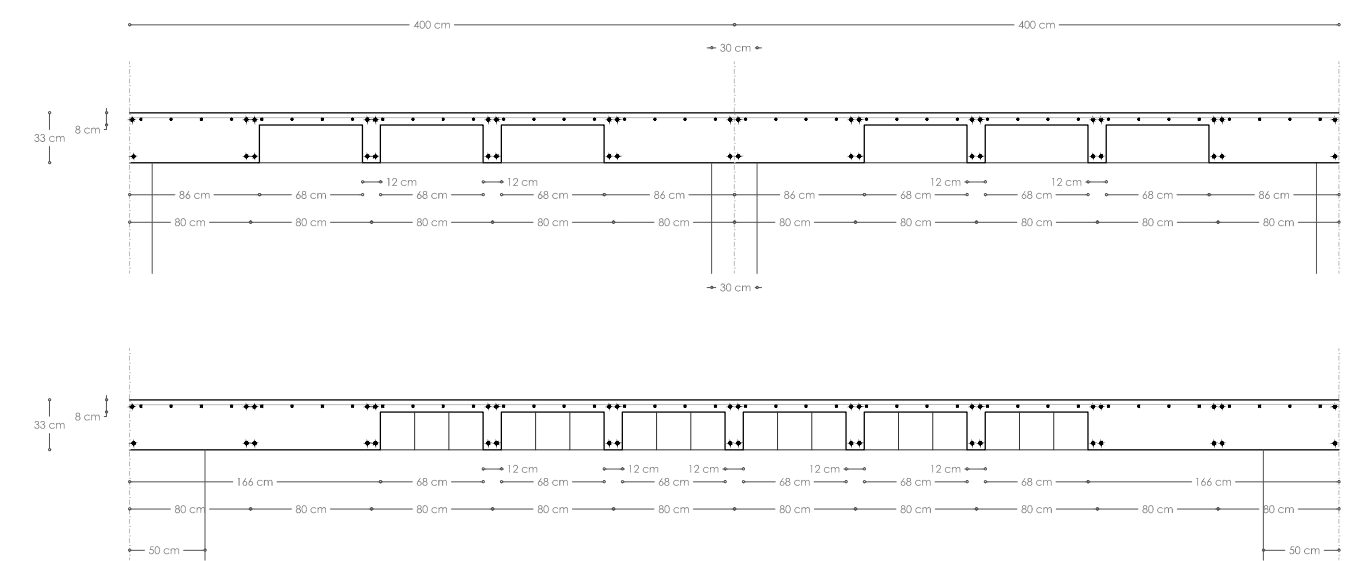 400 cm 400 cm
30 cm
33 cm 8 cm
12 cm 12 cm 12 cm 12 cm
86 cm 68 cm 68 cm 68 cm 86 cm 86 cm 68 cm 68 cm 68 cm 86 cm
80 cm 80 cm 80 cm 80 cm 80 cm 80 cm 80 cm 80 cm 80 cm 80 cm
30 cm
33 cm 8 cm
12 cm 12 cm 12 cm 12 cm 12 cm
166 cm 68 cm 68 cm 68 cm 68 cm 68 cm 68 cm 166 cm
80 cm 80 cm 80 cm 80 cm 80 cm 80 cm 80 cm 80 cm 80 cm 80 cm
50 cm 50 cm